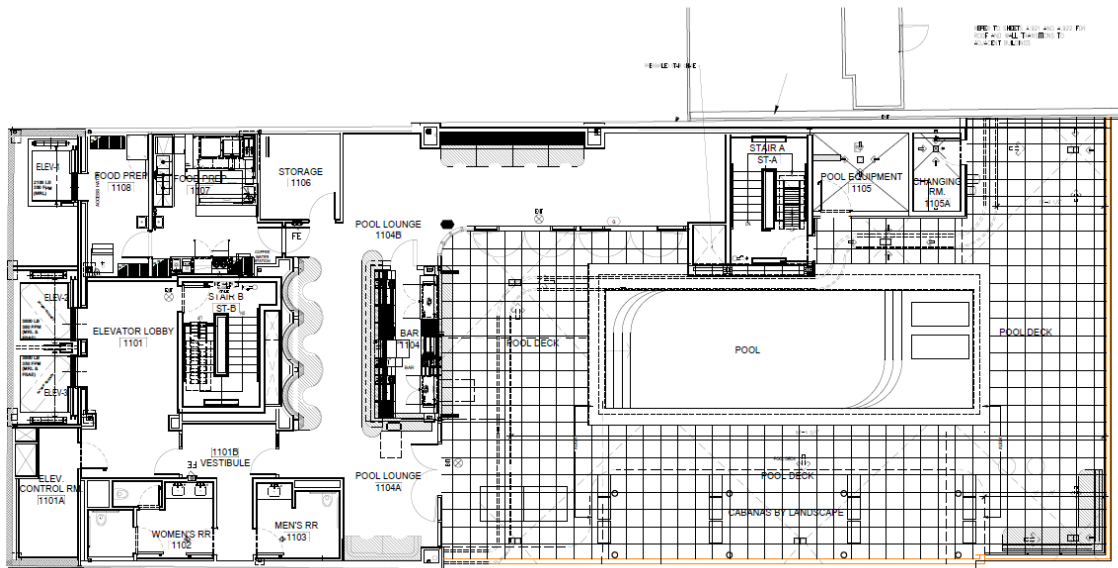 ELEV-1
FOOD PREP
1108
FOOD PREP
1107
STORAGE
1106
FE
POOL LOUNGE
1104B
STAIR A
ST-A
POOL EQUIPMENT
1105
CHANGING
RM.
1105A
ELEV-2
ELEVATOR LOBBY
1101
STAIR B
ST-B
BAR
1104
BAR
POOL DECK
POOL
POOL DECK
ELEV-3
1101B
VESTIBULE
FE
ELEV.
CONTROL RM.
1101A
POOL LOUNGE
1104A
POOL DECK
CABANAS BY LANDSCAPE
WOMEN'S RR
1102
MEN'S RR
1103